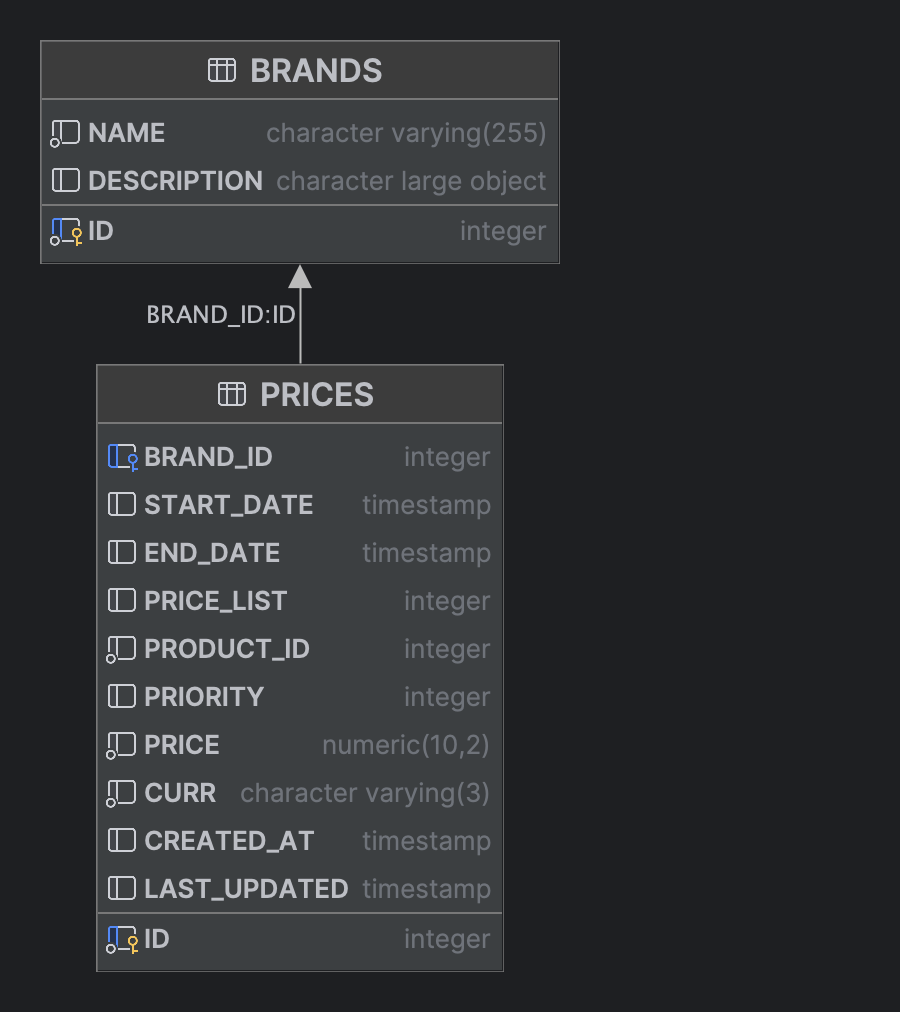 BRANDS
NAME character varying(255)
DESCRIPTION character large object
ID integer
BRAND_ID:ID
PRICES
BRAND_ID integer
START_DATE timestamp
END_DATE timestamp
PRICE_LIST integer
PRODUCT_ID integer
PRIORITY integer
PRICE numeric(10,2)
CURR character varying(3)
CREATED_AT timestamp
LAST_UPDATED timestamp
ID integer